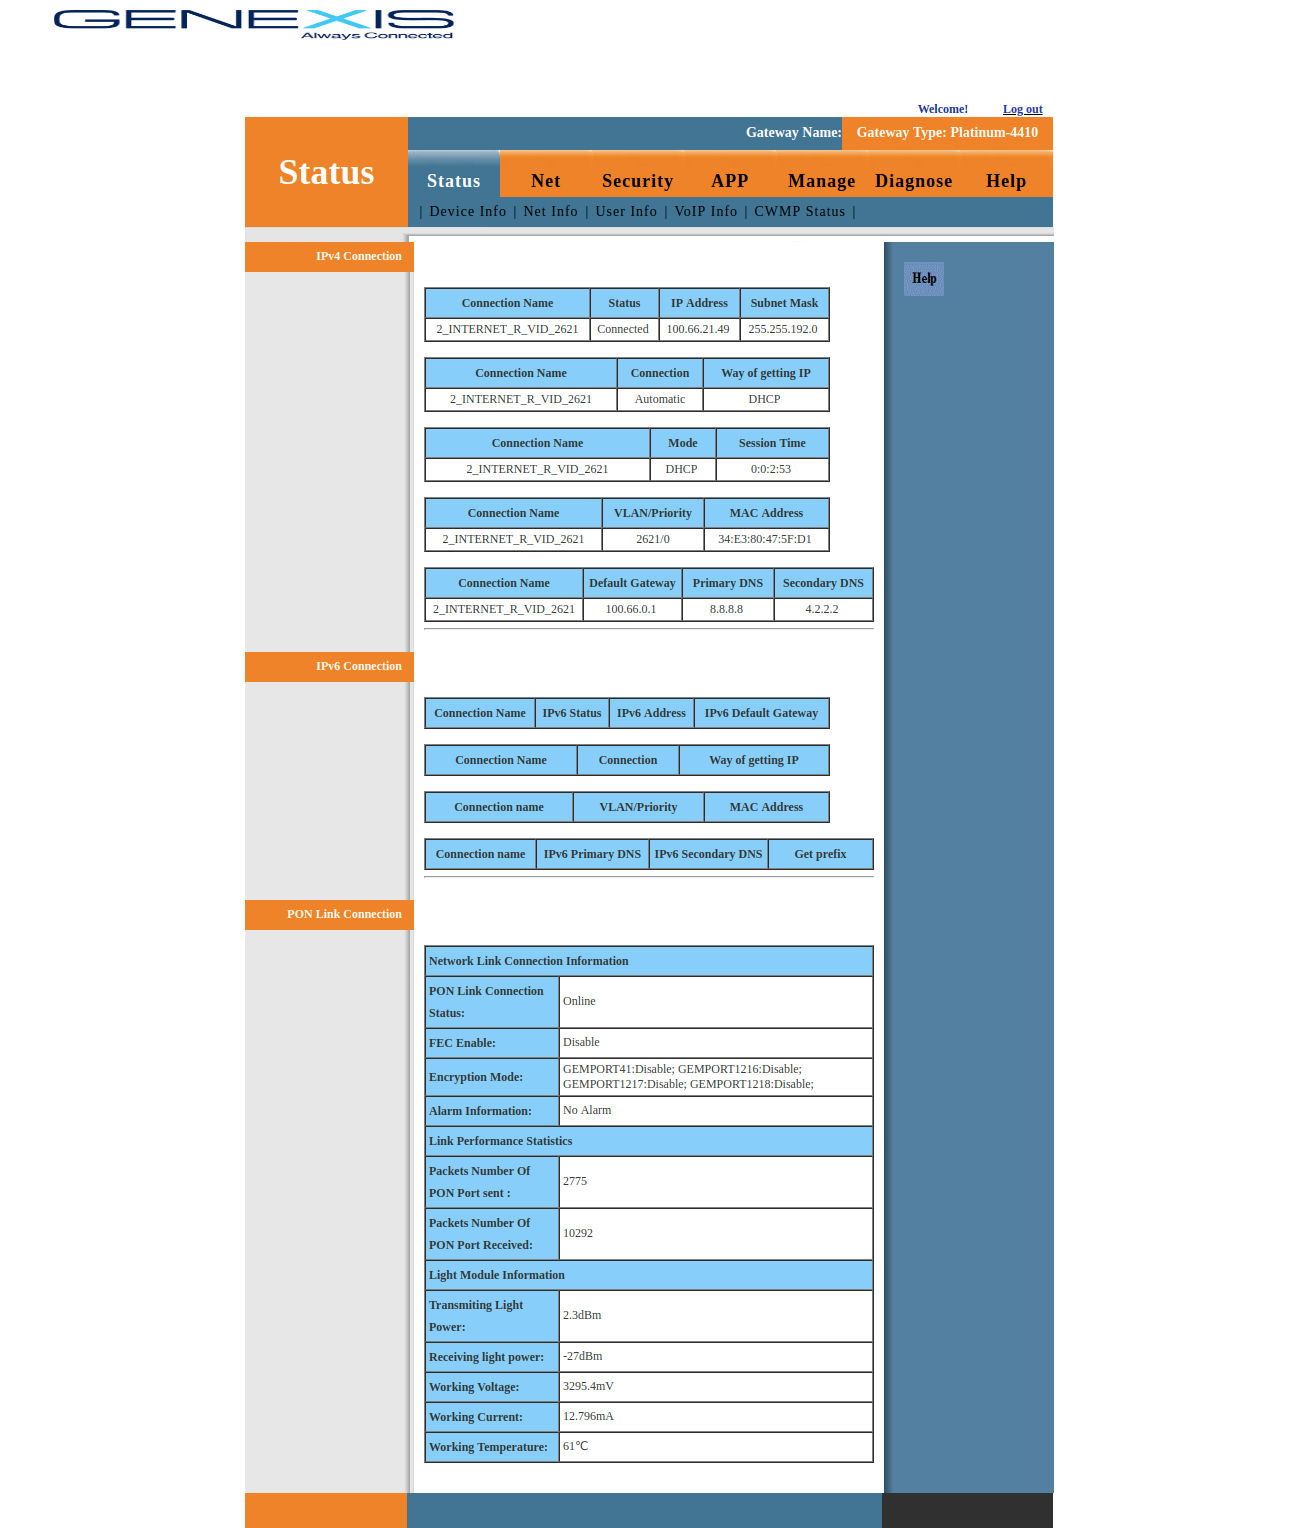 GENEXIS
Always Connected
Welcome! Log out
Gateway Name: Gateway Type: Platinum-4410
Status
Status Net Security APP Manage Diagnose Help
| Device Info | Net Info | User Info | VoIP Info | CWMP Status |
IPv4 Connection
Help
Connection Name Status IP Address Subnet Mask
2_INTERNET_R_VID_2621 Connected 100.66.21.49 255.255.192.0
Connection Name Connection Way of getting IP
2_INTERNET_R_VID_2621 Automatic DHCP
Connection Name Mode Session Time
2_INTERNET_R_VID_2621 DHCP 0:0:2:53
Connection Name VLAN/Priority MAC Address
2_INTERNET_R_VID_2621 2621/0 34:E3:80:47:5F:D1
Connection Name Default Gateway Primary DNS Secondary DNS
2_INTERNET_R_VID_2621 100.66.0.1 8.8.8.8 4.2.2.2
IPv6 Connection
Connection Name IPv6 Status IPv6 Address IPv6 Default Gateway
Connection Name Connection Way of getting IP
Connection name VLAN/Priority MAC Address
Connection name IPv6 Primary DNS IPv6 Secondary DNS Get prefix
PON Link Connection
Network Link Connection Information
PON Link Connection
Status:
Online
FEC Enable: Disable
Encryption Mode:
GEMPORT41:Disable; GEMPORT1216:Disable;
GEMPORT1217:Disable; GEMPORT1218:Disable;
Alarm Information: No Alarm
Link Performance Statistics
Packets Number Of
PON Port sent :
2775
Packets Number Of
PON Port Received:
10292
Light Module Information
Transmiting Light
Power:
2.3dBm
Receiving light power: -27dBm
Working Voltage: 3295.4mV
Working Current: 12.796mA
Working Temperature: 61℃